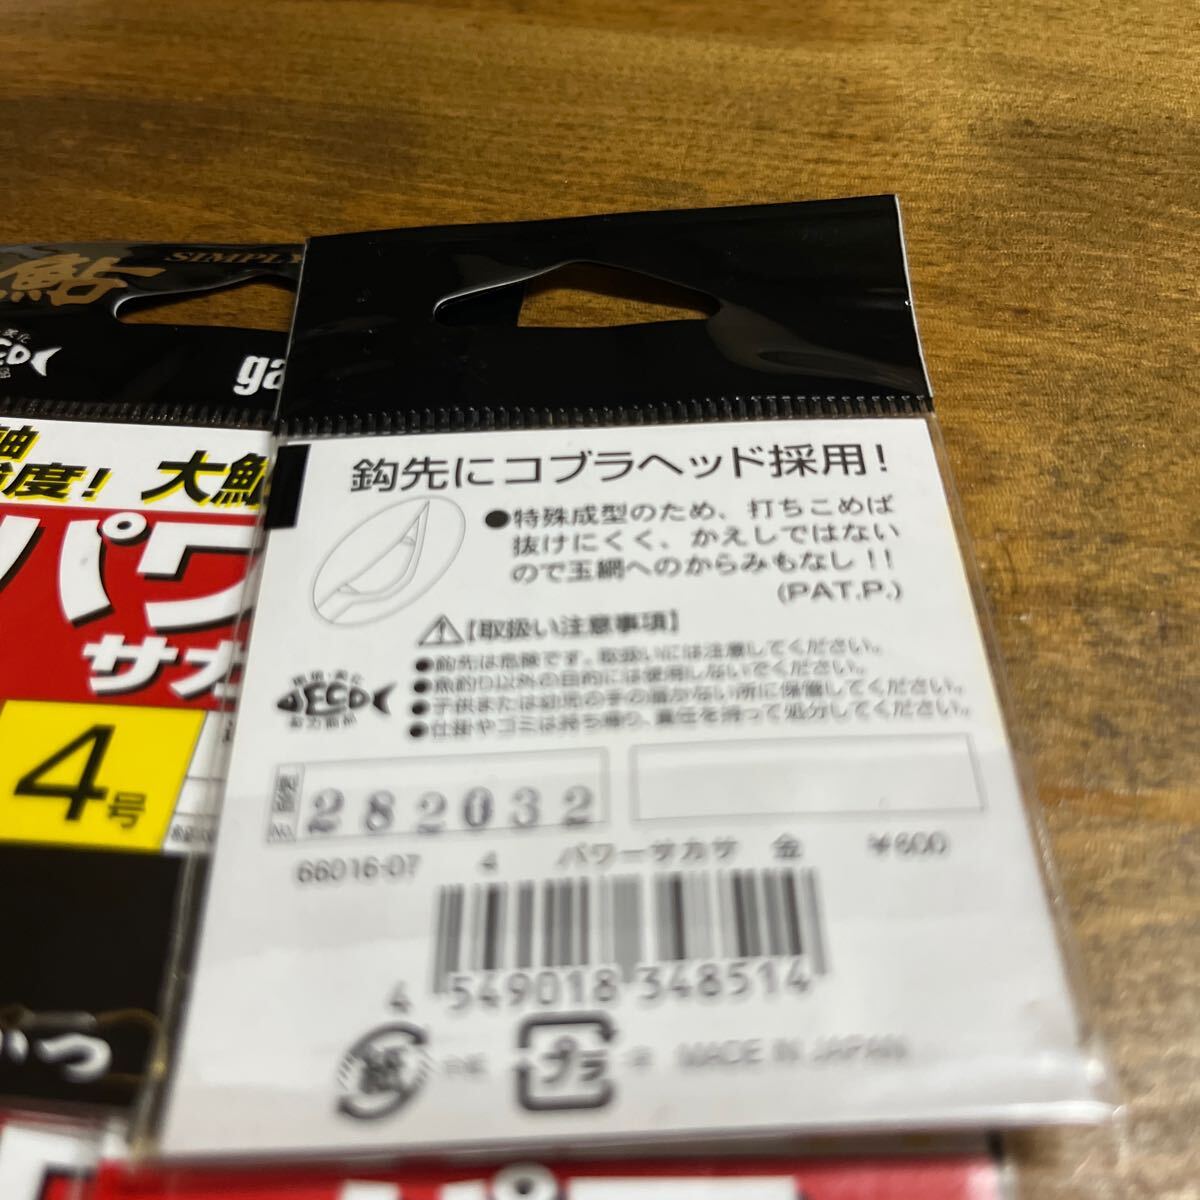 鮎
SIMPLY
ECO
ga
軸
度！ 大鮎
パワ
サカ
4号
かつ
鈎先にコブラヘッド採用！
●特殊成型のため、打ちこめば
抜けにくく、かえしではない
ので玉網へのからみもなし！！
(PAT.P.)
⚠【取扱い注意事項】
●鈎先は危険です。取扱いには注意してください。
●魚釣り以外の目的には使用しないでください。
●子供または幼児の手の届かない所に保管してください。
●仕掛やゴミは持ち帰り、責任を持って処分してください。
ECO
282032
66016-07 4 パワーサカサ 金 ¥600
4 549018 348514
紙 プラ MADE IN JAPAN